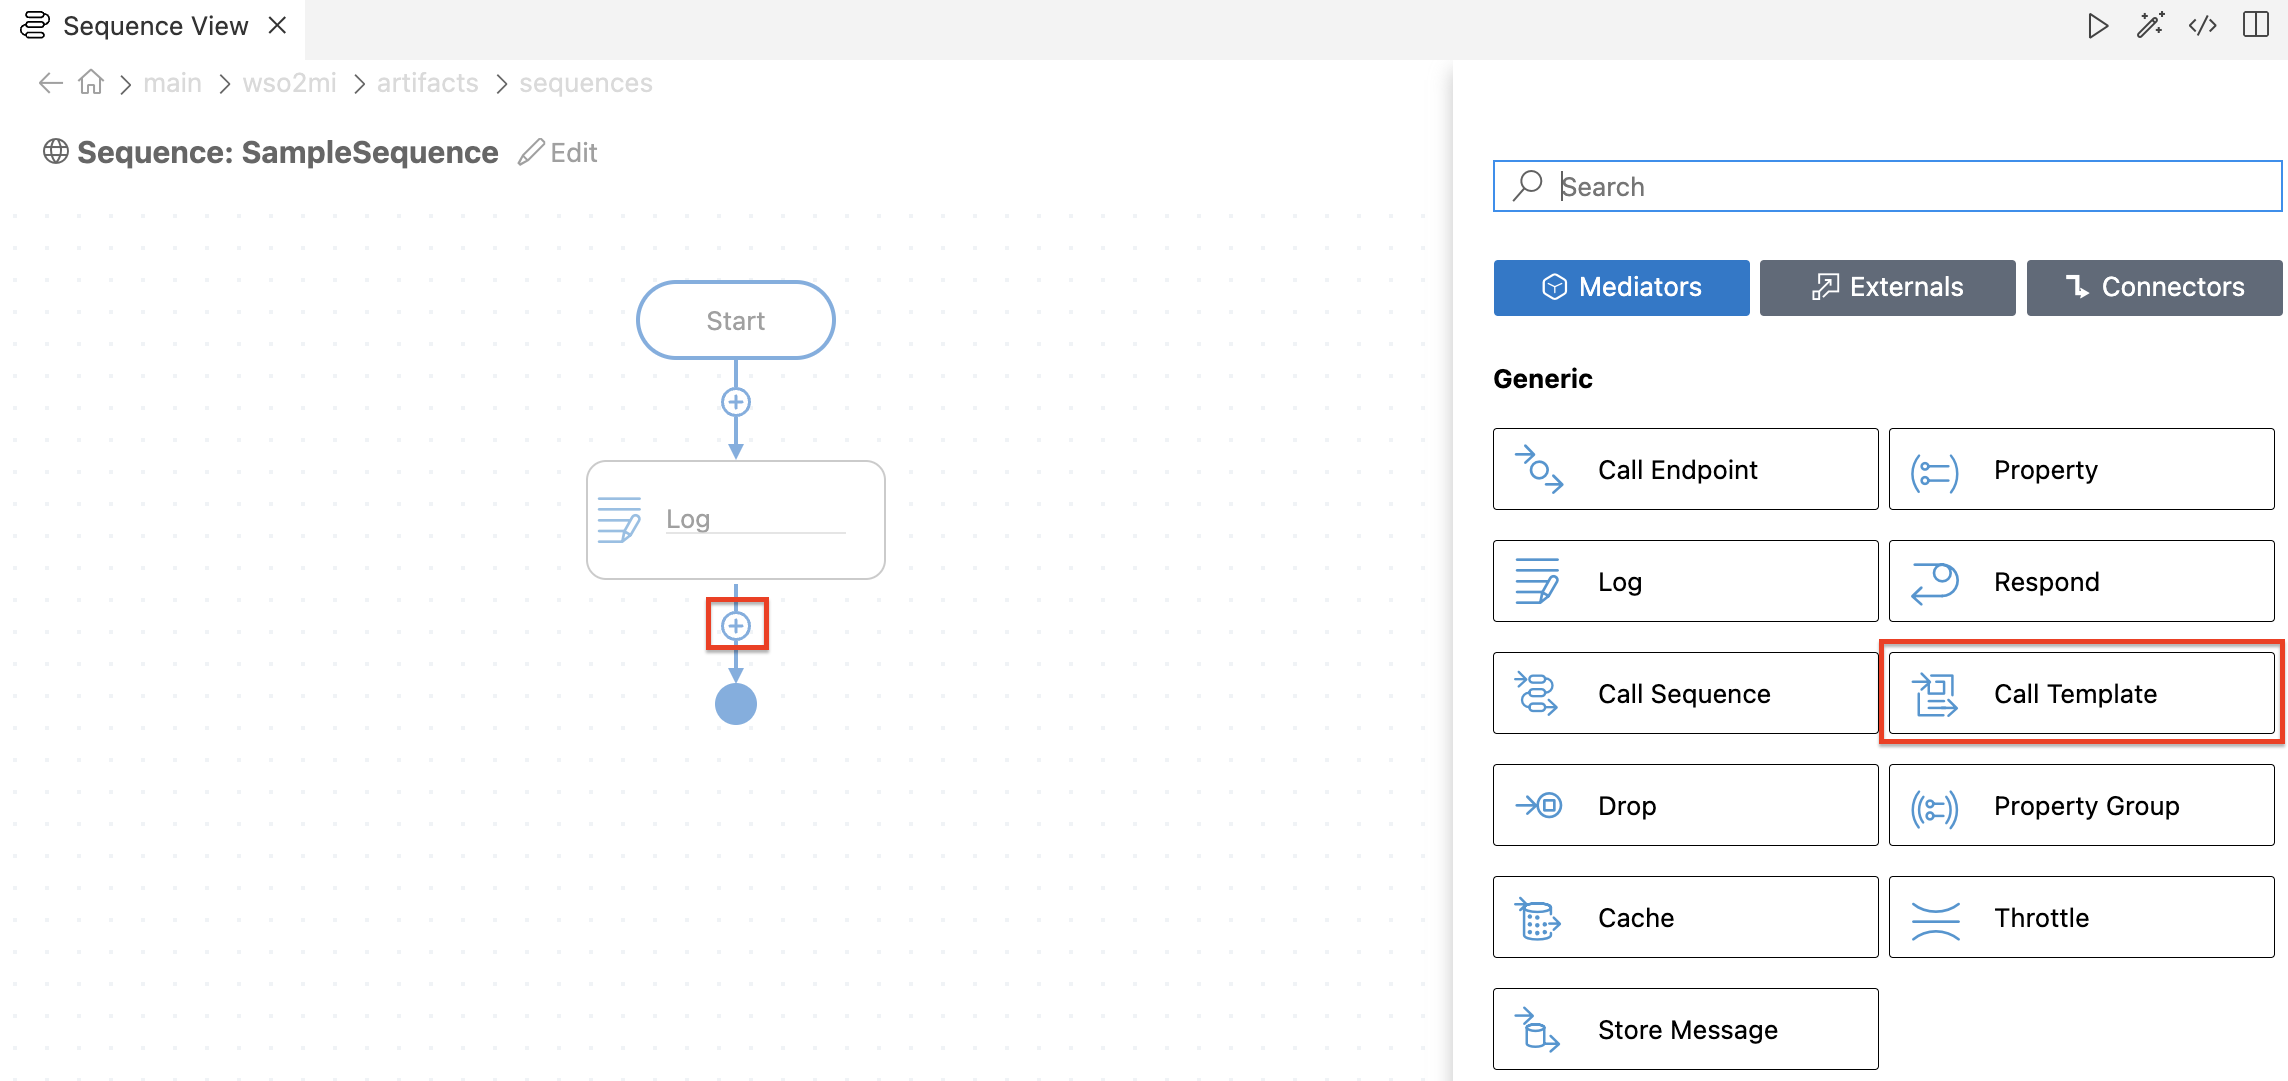 Sequence View
main wso2mi artifacts sequences
Sequence: SampleSequence Edit
Start
Log
Search
Mediators Externals Connectors
Generic
Call Endpoint Property
Log Respond
Call Sequence Call Template
Drop Property Group
Cache Throttle
Store Message